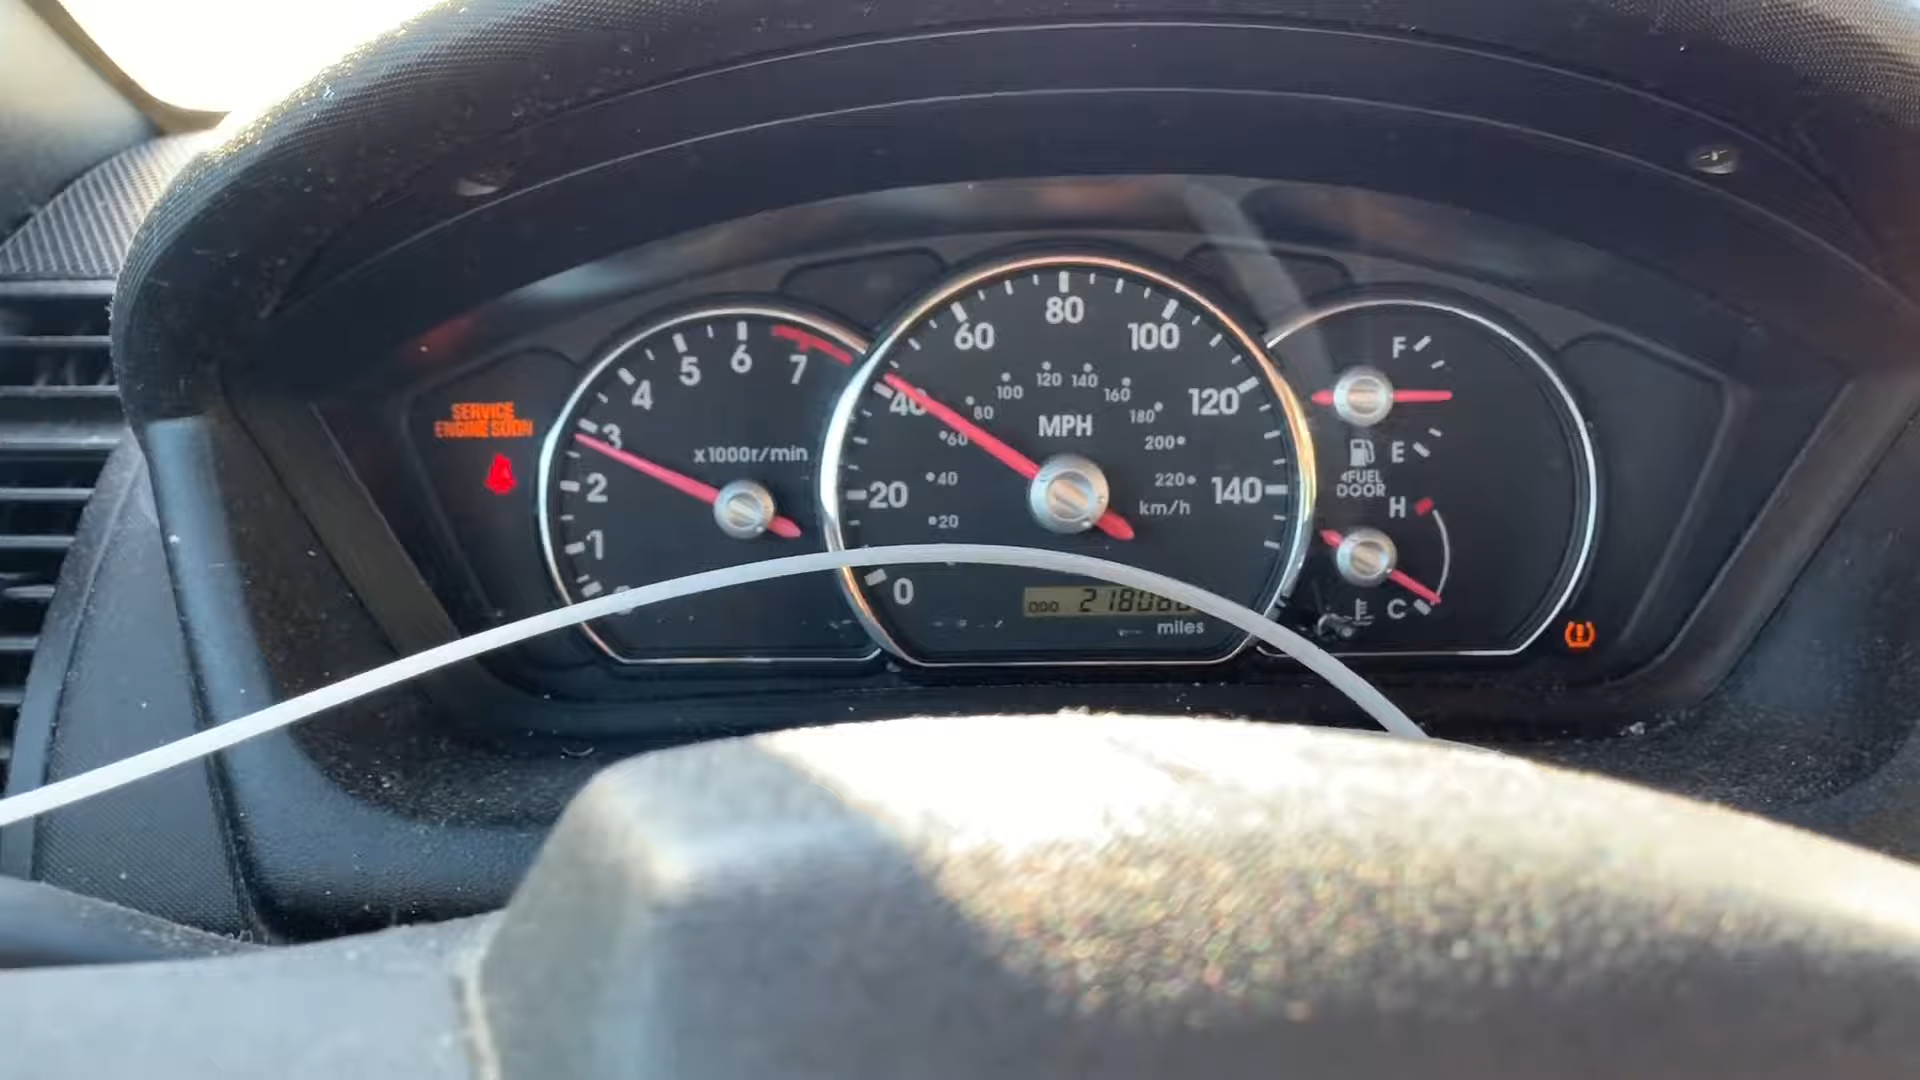 SERVICE
ENGINE SOON
1
2
3
4
5
6
7
x1000r/min
0
20
40
60
80
100
120
140
MPH
20
40
60
80
100
120
140
160
180
200
220
km/h
ODO
miles
F
E
◄FUEL
DOOR
H
C